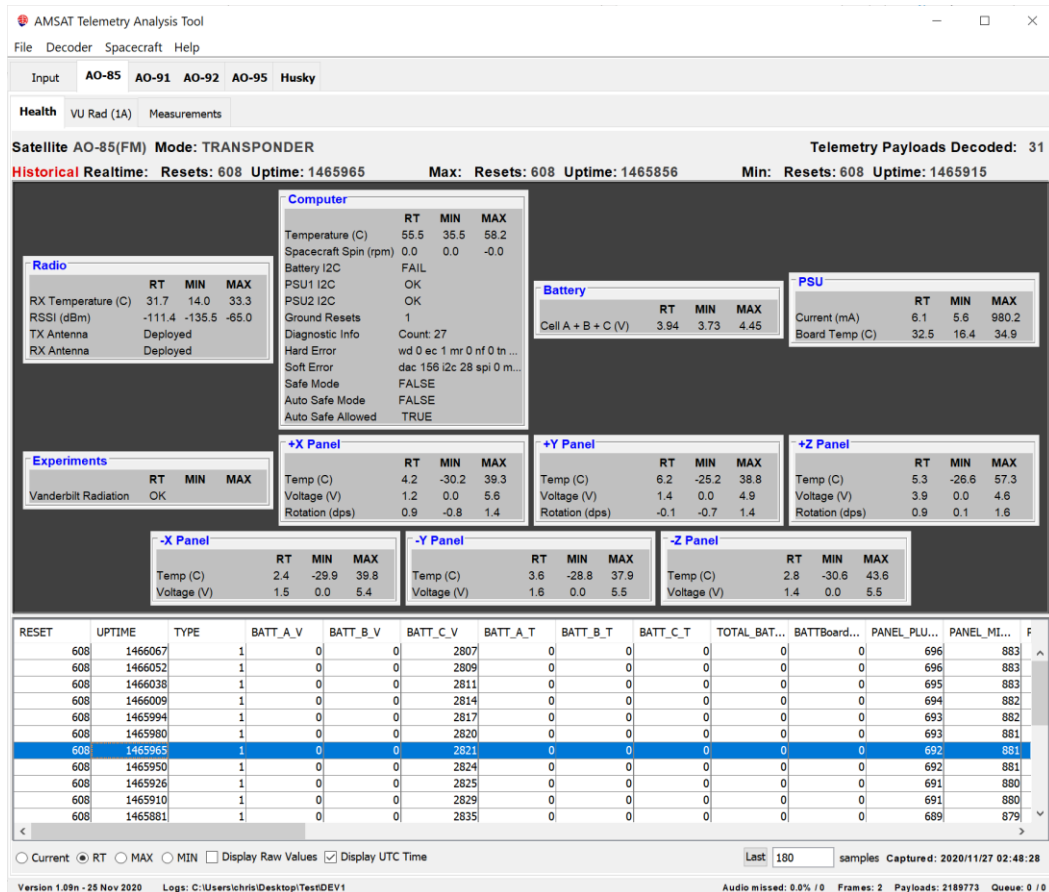 AMSAT Telemetry Analysis Tool
File Decoder Spacecraft Help
Input AO-85 AO-91 AO-92 AO-95 Husky
Health VU Rad (1A) Measurements
Satellite AO-85(FM) Mode: TRANSPONDER Telemetry Payloads Decoded: 31
Historical Realtime: Resets: 608 Uptime: 1465965 Max: Resets: 608 Uptime: 1465856 Min: Resets: 608 Uptime: 1465915
Radio
RT MIN MAX
RX Temperature (C) 31.7 14.0 33.3
RSSI (dBm) -111.4 -135.5 -65.0
TX Antenna Deployed
RX Antenna Deployed
Computer
RT MIN MAX
Temperature (C) 55.5 35.5 58.2
Spacecraft Spin (rpm) 0.0 0.0 -0.0
Battery I2C FAIL
PSU1 I2C OK
PSU2 I2C OK
Ground Resets 1
Diagnostic Info Count: 27
Hard Error wd 0 ec 1 mr 0 nf 0 tn ...
Soft Error dac 156 i2c 28 spi 0 m...
Safe Mode FALSE
Auto Safe Mode FALSE
Auto Safe Allowed TRUE
Battery
RT MIN MAX
Cell A + B + C (V) 3.94 3.73 4.45
PSU
RT MIN MAX
Current (mA) 6.1 5.6 980.2
Board Temp (C) 32.5 16.4 34.9
Experiments
RT MIN MAX
Vanderbilt Radiation OK
+X Panel
RT MIN MAX
Temp (C) 4.2 -30.2 39.3
Voltage (V) 1.2 0.0 5.6
Rotation (dps) 0.9 -0.8 1.4
+Y Panel
RT MIN MAX
Temp (C) 6.2 -25.2 38.8
Voltage (V) 1.4 0.0 4.9
Rotation (dps) -0.1 -0.7 1.4
+Z Panel
RT MIN MAX
Temp (C) 5.3 -26.6 57.3
Voltage (V) 3.9 0.0 4.6
Rotation (dps) 0.9 0.1 1.6
-X Panel
RT MIN MAX
Temp (C) 2.4 -29.9 39.8
Voltage (V) 1.5 0.0 5.4
-Y Panel
RT MIN MAX
Temp (C) 3.6 -28.8 37.9
Voltage (V) 1.6 0.0 5.5
-Z Panel
RT MIN MAX
Temp (C) 2.8 -30.6 43.6
Voltage (V) 1.4 0.0 5.5
RESET UPTIME TYPE BATT_A_V BATT_B_V BATT_C_V BATT_A_T BATT_B_T BATT_C_T TOTAL_BAT... BATTBoard... PANEL_PLU... PANEL_MI...
608 1466067 1 0 0 2807 0 0 0 0 0 696 883
608 1466052 1 0 0 2809 0 0 0 0 0 696 883
608 1466038 1 0 0 2811 0 0 0 0 0 695 883
608 1466009 1 0 0 2814 0 0 0 0 0 694 882
608 1465994 1 0 0 2817 0 0 0 0 0 693 882
608 1465980 1 0 0 2820 0 0 0 0 0 693 881
608 1465965 1 0 0 2821 0 0 0 0 0 692 881
608 1465950 1 0 0 2824 0 0 0 0 0 692 881
608 1465926 1 0 0 2825 0 0 0 0 0 691 880
608 1465910 1 0 0 2829 0 0 0 0 0 691 880
608 1465881 1 0 0 2835 0 0 0 0 0 689 879
Current RT MAX MIN Display Raw Values Display UTC Time Last 180 samples Captured: 2020/11/27 02:48:28
Version 1.09n - 25 Nov 2020 Logs: C:\Users\chris\Desktop\Test\DEV1 Audio missed: 0.0% / 0 Frames: 2 Payloads: 2189773 Queue: 0 / 0